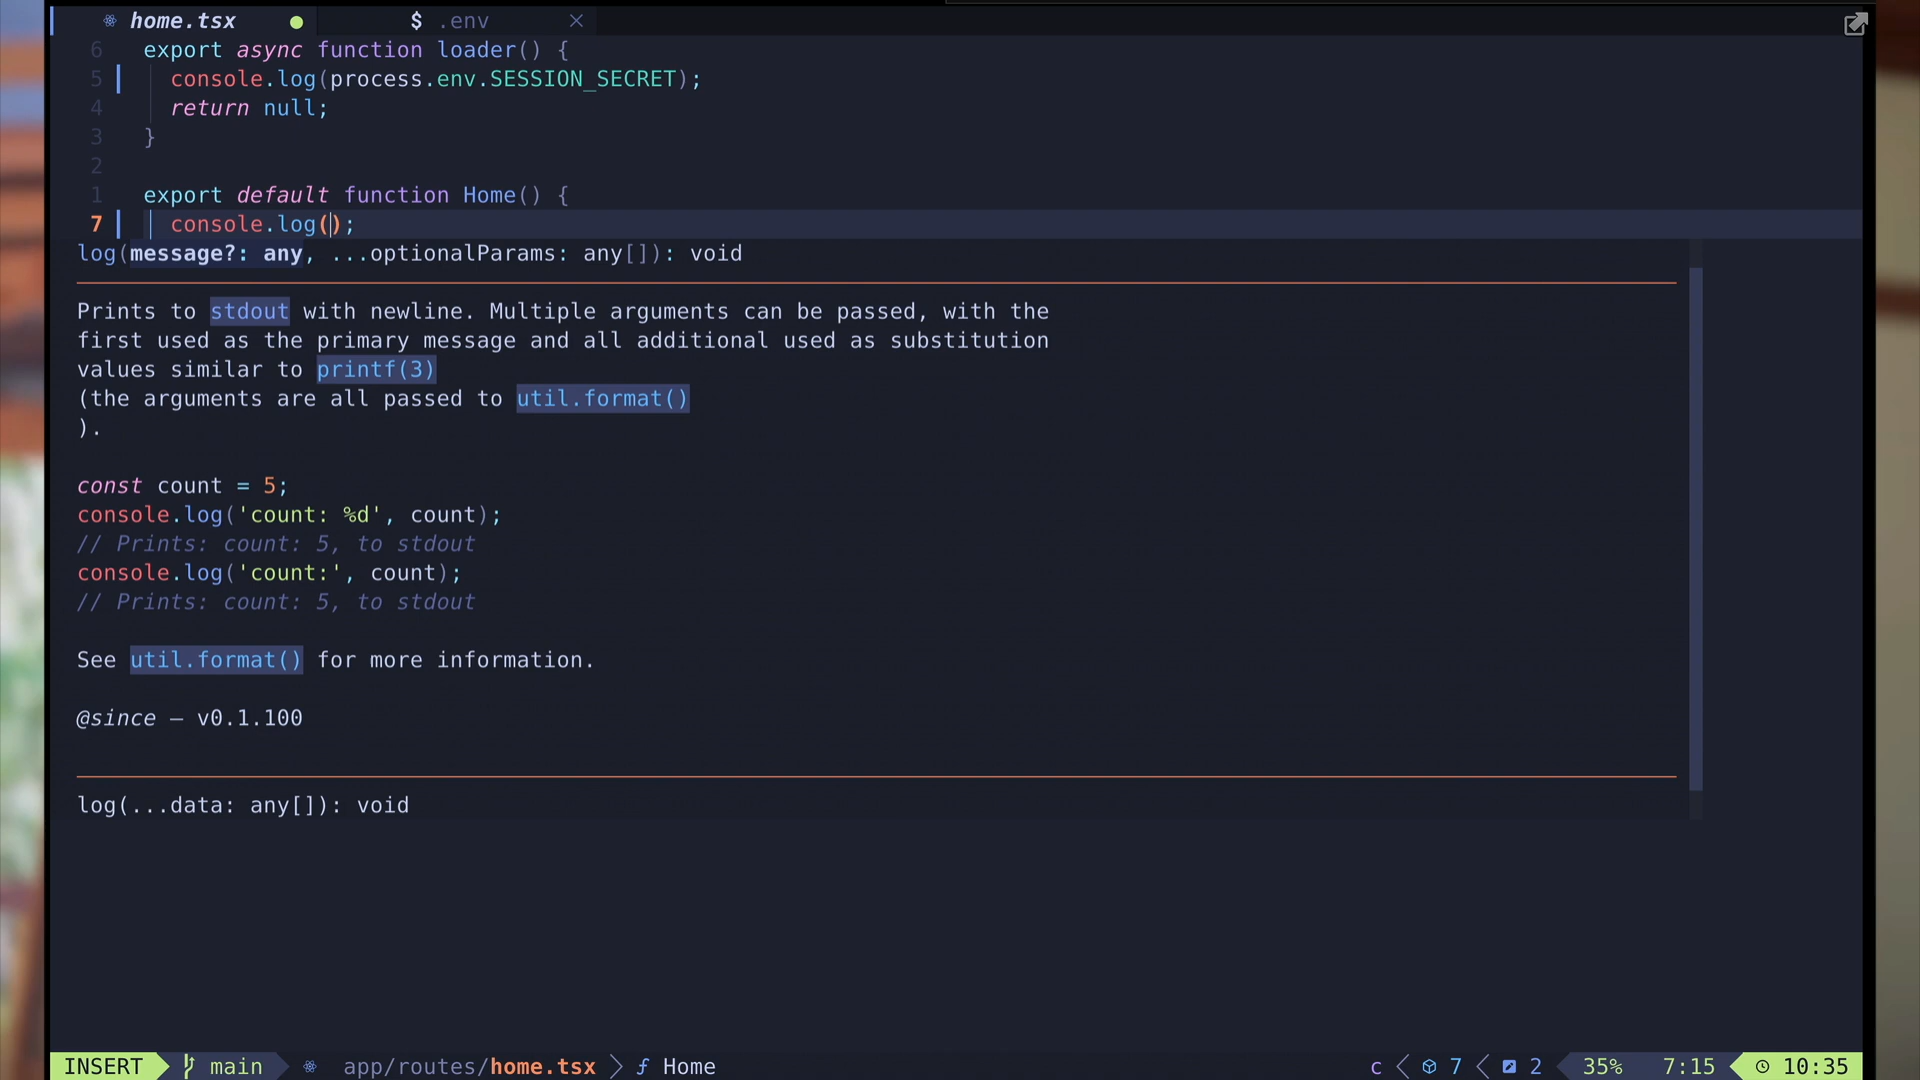 home.tsx $ .env
6 export async function loader() {
5 console.log(process.env.SESSION_SECRET);
4 return null;
3 }
2
1 export default function Home() {
7 console.log();
log(message?: any, ...optionalParams: any[]): void
Prints to stdout with newline. Multiple arguments can be passed, with the
first used as the primary message and all additional used as substitution
values similar to printf(3)
(the arguments are all passed to util.format()
).
const count = 5;
console.log('count: %d', count);
// Prints: count: 5, to stdout
console.log('count:', count);
// Prints: count: 5, to stdout
See util.format() for more information.
@since — v0.1.100
log(...data: any[]): void
INSERT main app/routes/home.tsx ƒ Home c 7 2 35% 7:15 10:35